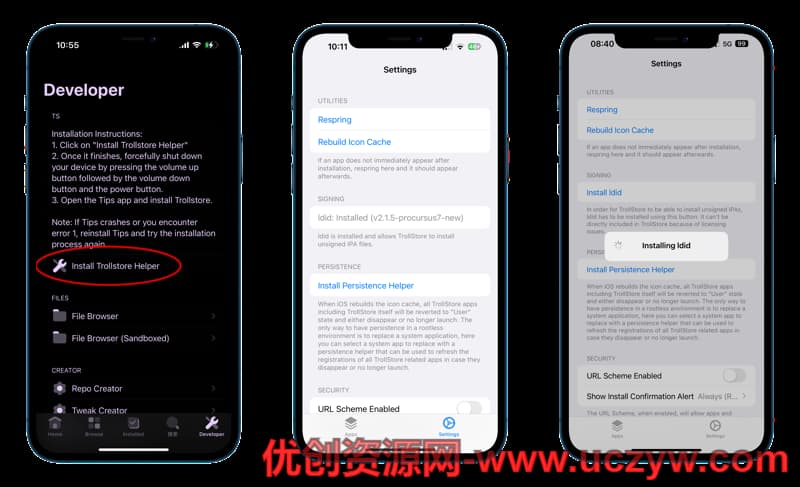 10:55
Developer
TS
Installation Instructions:
1. Click on "Install Trollstore Helper"
2. Once it finishes, forcefully shut down
your device by pressing the volume up
button followed by the volume down
button and the power button.
3. Open the Tips app and install Trollstore.
Note: If Tips crashes or you encounter
error 1, reinstall Tips and try the installation
process again.
Install Trollstore Helper
FILES
File Browser
File Browser (Sandboxed)
CREATOR
Repo Creator
Tweak Creator
Home
Browse
Installed
搜索
Developer
10:11
Settings
UTILITIES
Respring
Rebuild Icon Cache
If an app does not immediately appear after
installation, respring here and it should appear
afterwards.
SIGNING
ldid: Installed (v2.1.5-procursus7-new)
ldid is installed and allows TrollStore to install
unsigned IPA files.
PERSISTENCE
Install Persistence Helper
When iOS rebuilds the icon cache, all TrollStore apps
including TrollStore itself will be reverted to "User" state
and either disappear or no longer launch. The
only way to have persistence in a rootless
environment is to replace a system application, here
you can select a system app to replace with a
persistence helper that can be used to refresh the
registrations of all TrollStore related apps in case they
disappear or no longer launch.
SECURITY
URL Scheme Enabled
Apps
Settings
08:40
5G
99
Settings
UTILITIES
Respring
Rebuild Icon Cache
If an app does not immediately appear after installation,
respring here and it should appear afterwards.
SIGNING
Install ldid
In order for TrollStore to be able to install unsigned IPAs,
ldid has to be installed using this button. It can't be
directly included in TrollStore because of licensing
issues.
Installing ldid
Install Persistence Helper
When iOS rebuilds the icon cache, all TrollStore apps
including TrollStore itself will be reverted to "User" state
and either disappear or no longer launch. The only way
to have persistence in a rootless environment is to replace a
system application, here you can select a system app to
replace with a persistence helper that can be used to
refresh the registrations of all TrollStore related apps in case
they disappear or no longer launch.
SECURITY
URL Scheme Enabled
Show Install Confirmation Alert
Always (R...
The URL Scheme, when enabled, will allow apps and
Apps
Settings
优创资源网-www.uczyw.com